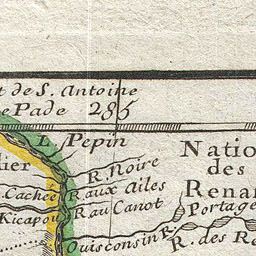 t de S. Antoine
e Pade 285
L. Pepin
lier
R. Noire
Natio
des
Cachée
R. aux Ailes
Renar
Kicapou
R. au Canot
Portage
Ouisconsin R.
R. des Re